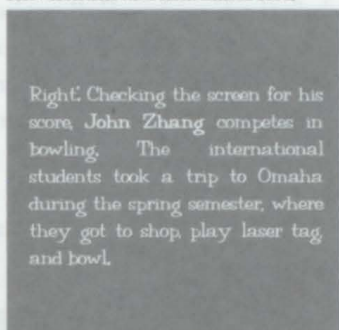 Right: Checking the screen for his
score, John Zhang competes in
bowling. The international
students took a trip to Omaha
during the spring semester, where
they got to shop, play laser tag,
and bowl.